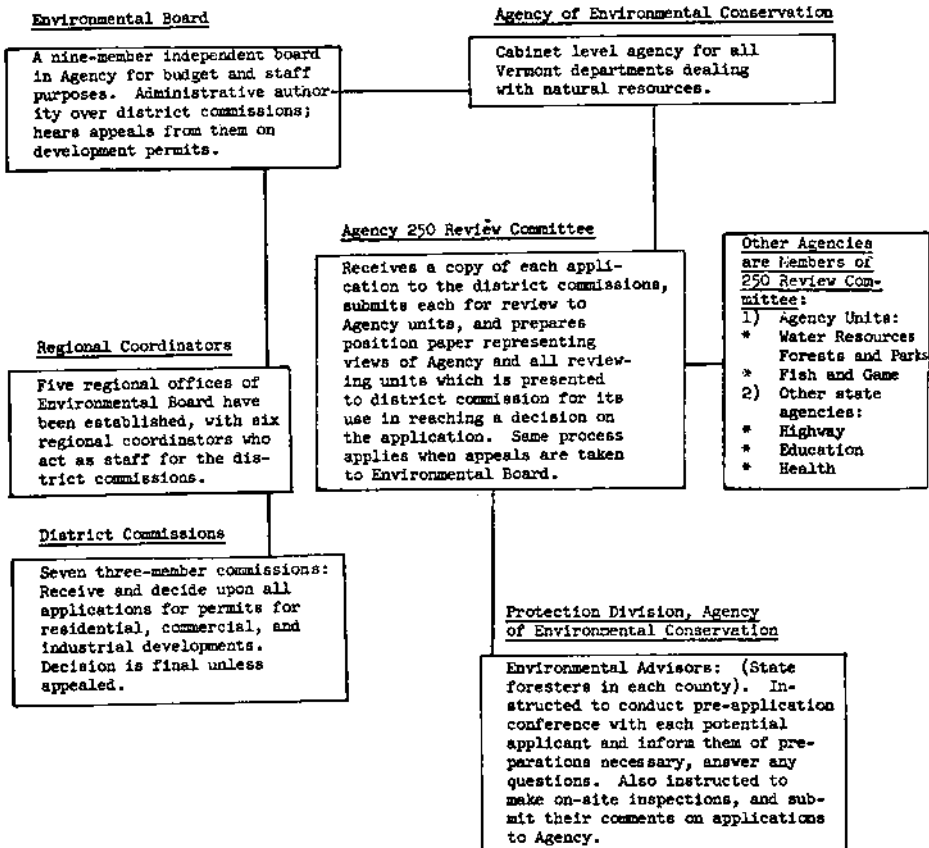 Environmental Board
A nine-member independent board
in Agency for budget and staff
purposes. Administrative author-
ity over district commissions;
hears appeals from them on
development permits.
Agency of Environmental Conservation
Cabinet level agency for all
Vermont departments dealing
with natural resources.
Agency 250 Review Committee
Receives a copy of each appli-
cation to the district commissions,
submits each for review to
Agency units, and prepares
position paper representing
views of Agency and all review-
ing units which is presented
to district commission for its
use in reaching a decision on
the application. Same process
applies when appeals are taken
to Environmental Board.
Other Agencies
are Members of
250 Review Com-
mittee:
1) Agency Units:
* Water Resources
Forests and Parks
* Fish and Game
2) Other state
agencies:
* Highway
* Education
* Health
Regional Coordinators
Five regional offices of
Environmental Board have
been established, with six
regional coordinators who
act as staff for the dis-
trict commissions.
District Commissions
Seven three-member commissions:
Receive and decide upon all
applications for permits for
residential, commercial, and
industrial developments.
Decision is final unless
appealed.
Protection Division, Agency
of Environmental Conservation
Environmental Advisors: (State
foresters in each county). In-
structed to conduct pre-application
conference with each potential
applicant and inform them of pre-
parations necessary, answer any
questions. Also instructed to
make on-site inspections, and sub-
mit their comments on applications
to Agency.